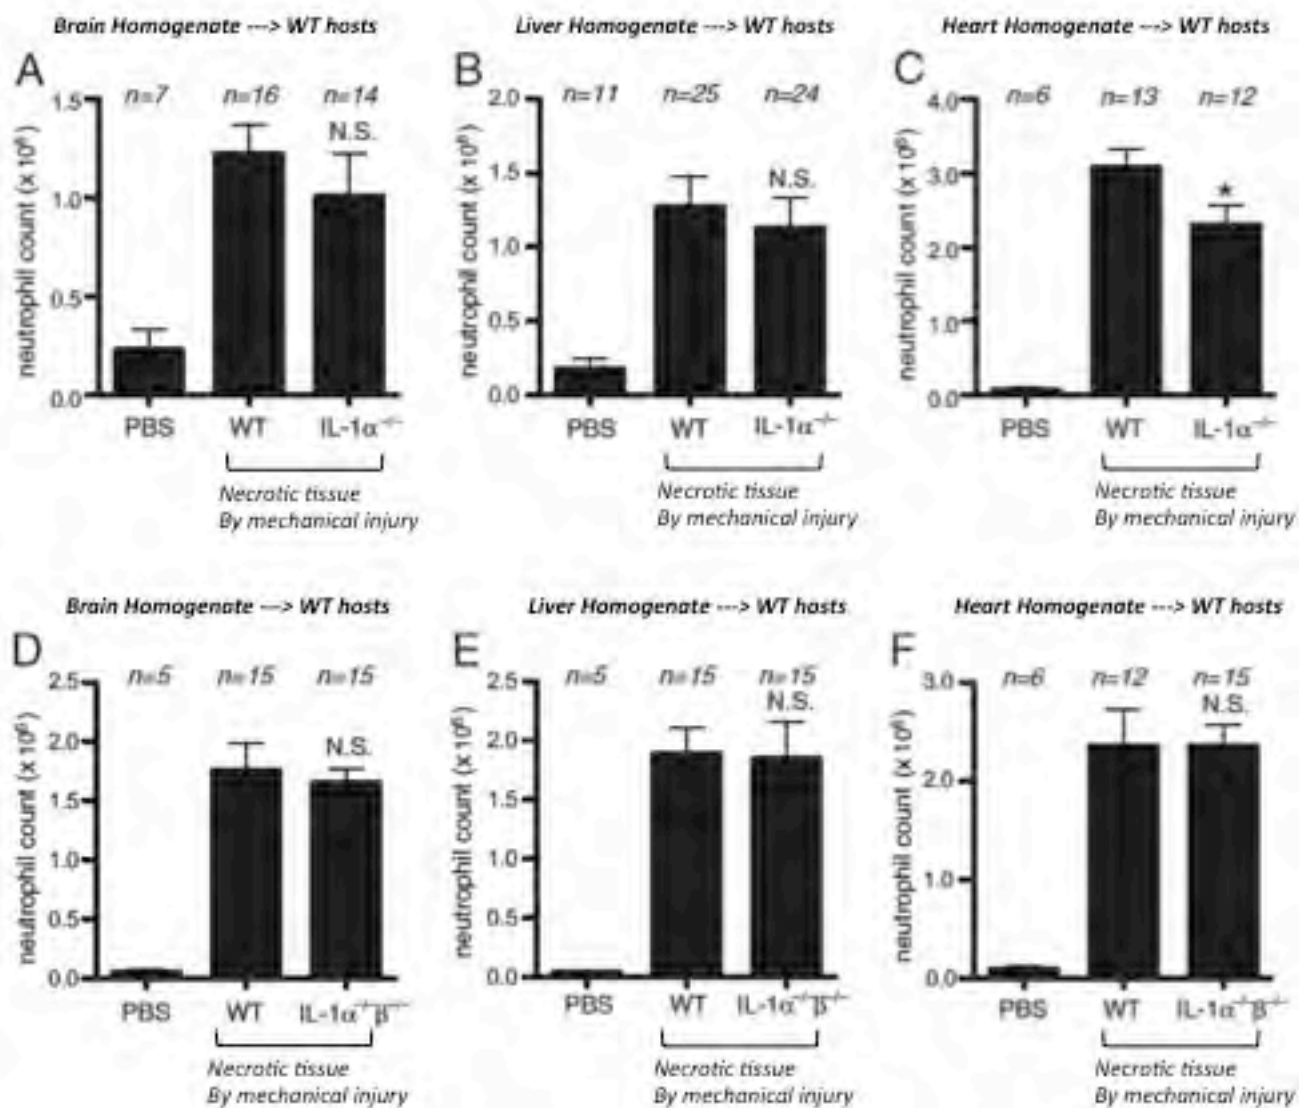 Brain Homogenate ---> WT hosts
A
n=7 n=16 n=14
N.S.
neutrophil count (x 10⁶)
1.5
1.0
0.5
0.0
PBS WT IL-1α⁻/⁻
Necrotic tissue
By mechanical injury
Liver Homogenate ---> WT hosts
B
n=11 n=25 n=24
N.S.
neutrophil count (x 10⁶)
2.0
1.5
1.0
0.5
0.0
PBS WT IL-1α⁻/⁻
Necrotic tissue
By mechanical injury
Heart Homogenate ---> WT hosts
C
n=6 n=13 n=12
*
neutrophil count (x 10⁶)
4.0
3.0
2.0
1.0
0.0
PBS WT IL-1α⁻/⁻
Necrotic tissue
By mechanical injury
Brain Homogenate ---> WT hosts
D
n=5 n=15 n=15
N.S.
neutrophil count (x 10⁶)
2.5
2.0
1.5
1.0
0.5
0.0
PBS WT IL-1α⁻/⁻β⁻/⁻
Necrotic tissue
By mechanical injury
Liver Homogenate ---> WT hosts
E
n=5 n=15 n=15
N.S.
neutrophil count (x 10⁶)
2.5
2.0
1.5
1.0
0.5
0.0
PBS WT IL-1α⁻/⁻β⁻/⁻
Necrotic tissue
By mechanical injury
Heart Homogenate ---> WT hosts
F
n=6 n=12 n=15
N.S.
neutrophil count (x 10⁶)
3.0
2.0
1.0
0.0
PBS WT IL-1α⁻/⁻β⁻/⁻
Necrotic tissue
By mechanical injury